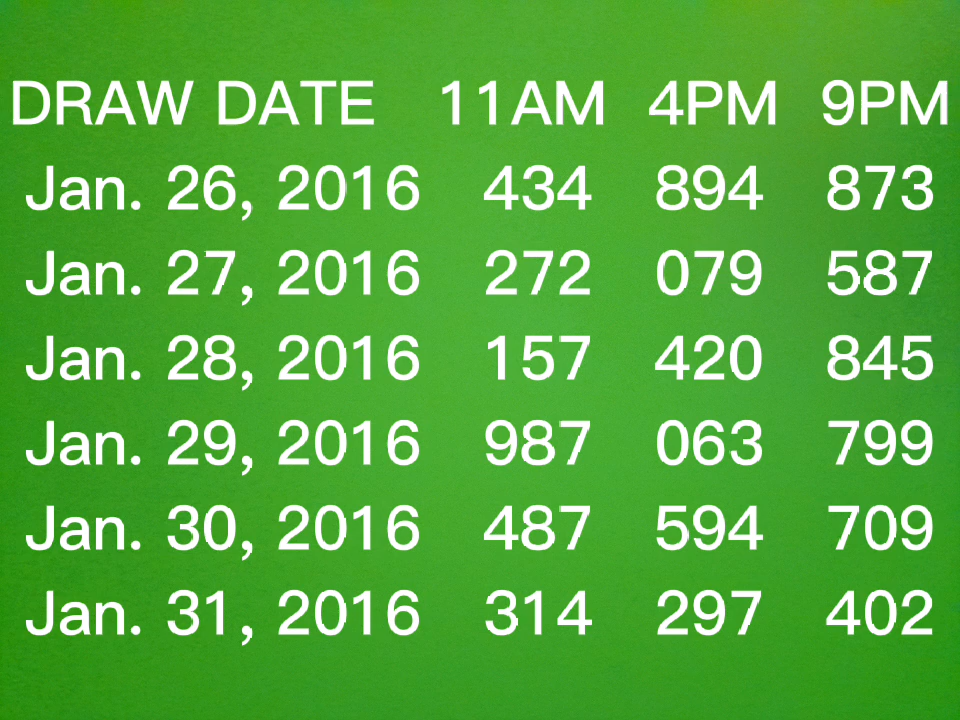 DRAW DATE 11AM 4PM 9PM
Jan. 26, 2016 434 894 873
Jan. 27, 2016 272 079 587
Jan. 28, 2016 157 420 845
Jan. 29, 2016 987 063 799
Jan. 30, 2016 487 594 709
Jan. 31, 2016 314 297 402